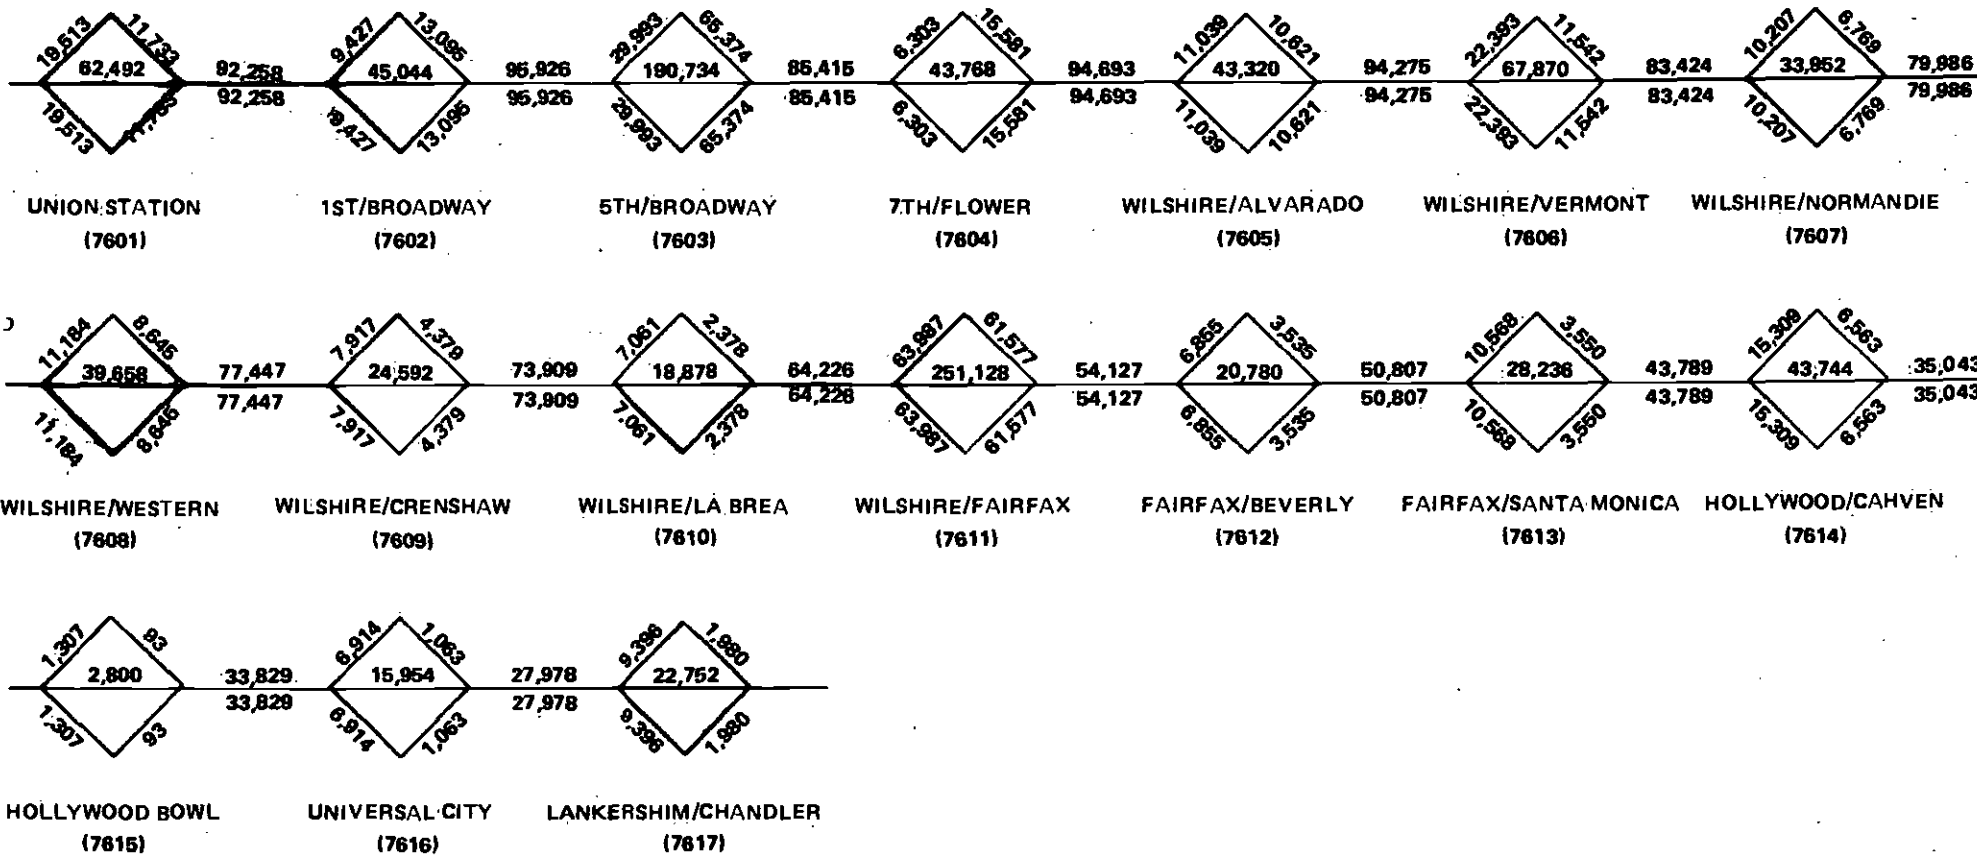 19,513 11,733 9,427 13,095 29,993 65,374 6,303 15,581 11,039 10,621 22,393 11,542 10,207 6,769
62,492 92,258 45,044 95,926 190,734 85,415 43,768 94,693 43,320 94,275 67,870 83,424 33,952 79,986
92,258 95,926 85,415 94,693 94,275 83,424 79,986
19,513 19,427 13,095 29,993 65,374 6,303 15,581 11,039 10,621 22,393 11,542 10,207 6,769
UNION STATION 1ST/BROADWAY 5TH/BROADWAY 7TH/FLOWER WILSHIRE/ALVARADO WILSHIRE/VERMONT WILSHIRE/NORMANDIE
(7601) (7602) (7603) (7604) (7605) (7606) (7607)
11,184 8,645 7,917 4,379 7,061 2,378 63,987 61,577 6,855 3,535 10,568 3,550 15,309 6,563
39,658 77,447 24,592 73,909 18,878 64,226 251,128 54,127 20,780 50,807 28,236 43,789 43,744 35,043
77,447 73,909 64,226 54,127 50,807 43,789 35,043
11,184 8,646 7,917 4,379 7,061 2,378 63,987 61,577 6,855 3,535 10,568 3,550 15,309 6,563
WILSHIRE/WESTERN WILSHIRE/CRENSHAW WILSHIRE/LA BREA WILSHIRE/FAIRFAX FAIRFAX/BEVERLY FAIRFAX/SANTA MONICA HOLLYWOOD/CAHVEN
(7608) (7609) (7610) (7611) (7612) (7613) (7614)
1,307 93 6,914 1,063 9,396 1,980
2,800 33,829 15,954 27,978 22,752
33,829 27,978
1,307 93 6,914 1,063 9,396 1,980
HOLLYWOOD BOWL UNIVERSAL CITY LANKERSHIM/CHANDLER
(7615) (7616) (7617)